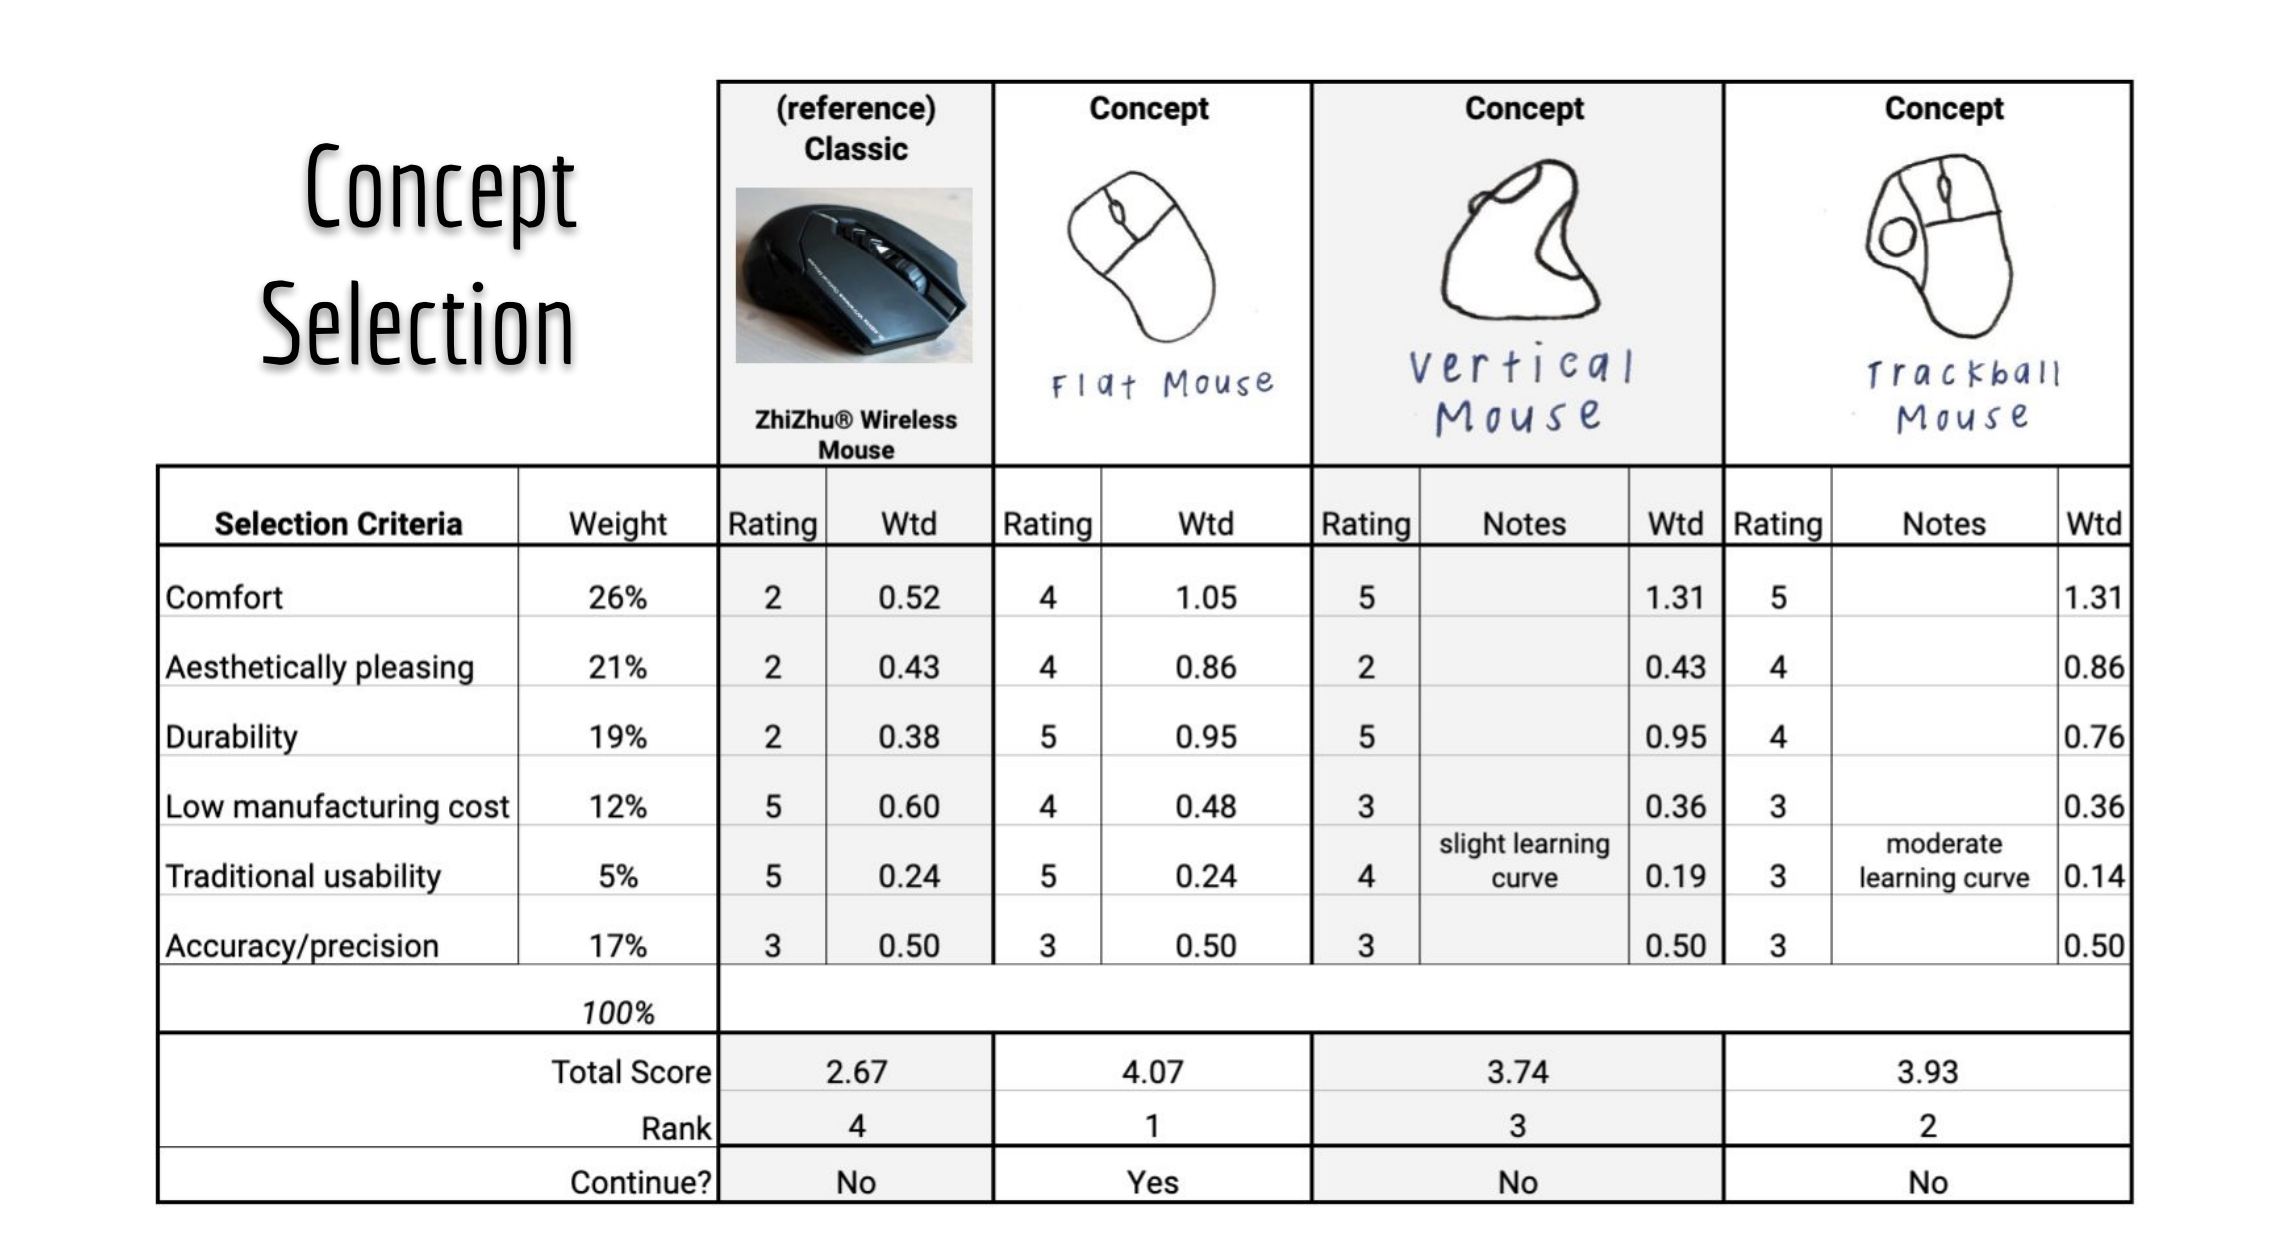 Concept
Selection
(reference)
Classic
ZhiZhu® Wireless
Mouse
Concept
Flat Mouse
Concept
Vertical
Mouse
Concept
Trackball
Mouse
Selection Criteria Weight Rating Wtd Rating Wtd Rating Notes Wtd Rating Notes Wtd
Comfort 26% 2 0.52 4 1.05 5 1.31 5 1.31
Aesthetically pleasing 21% 2 0.43 4 0.86 2 0.43 4 0.86
Durability 19% 2 0.38 5 0.95 5 0.95 4 0.76
Low manufacturing cost 12% 5 0.60 4 0.48 3 0.36 3 0.36
Traditional usability 5% 5 0.24 5 0.24 4 slight learning curve 0.19 3 moderate learning curve 0.14
Accuracy/precision 17% 3 0.50 3 0.50 3 0.50 3 0.50
100%
Total Score 2.67 4.07 3.74 3.93
Rank 4 1 3 2
Continue? No Yes No No